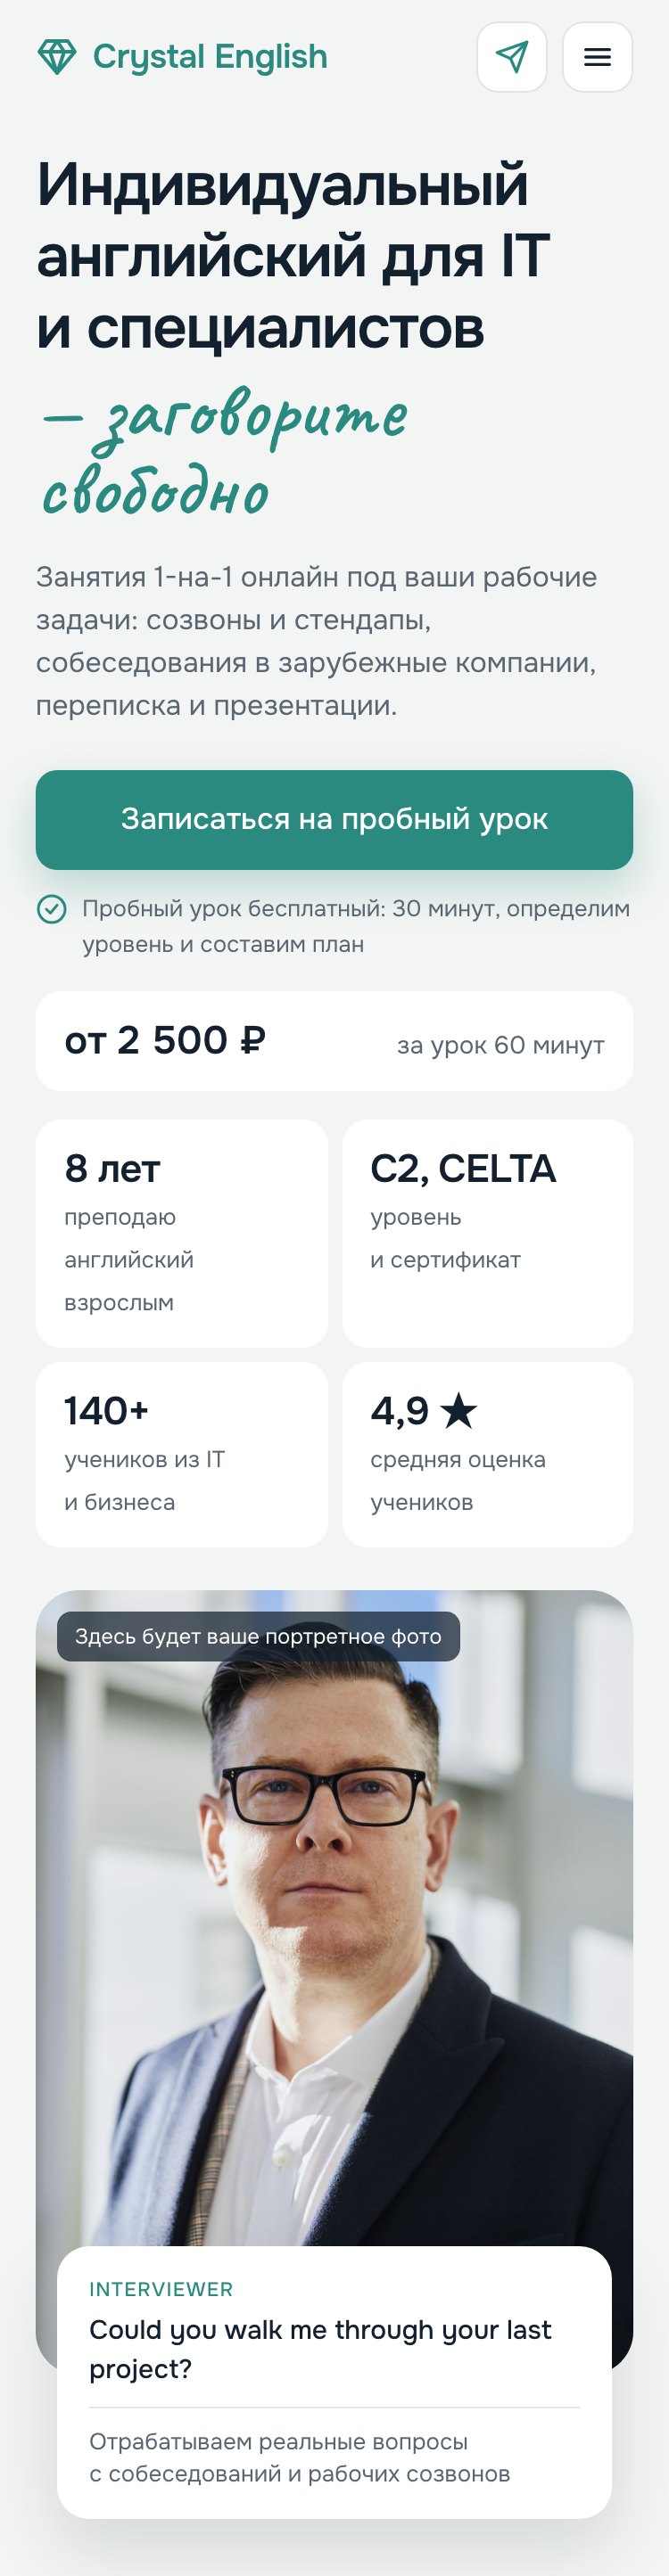 Crystal English
Индивидуальный
английский для IT
и специалистов
— заговорите
свободно
Занятия 1-на-1 онлайн под ваши рабочие
задачи: созвоны и стендапы,
собеседования в зарубежные компании,
переписка и презентации.
Записаться на пробный урок
Пробный урок бесплатный: 30 минут, определим
уровень и составим план
от 2 500 ₽
за урок 60 минут
8 лет
преподаю
английский
взрослым
C2, CELTA
уровень
и сертификат
140+
учеников из IT
и бизнеса
4,9 ★
средняя оценка
учеников
Здесь будет ваше портретное фото
INTERVIEWER
Could you walk me through your last
project?
Отрабатываем реальные вопросы
с собеседований и рабочих созвонов